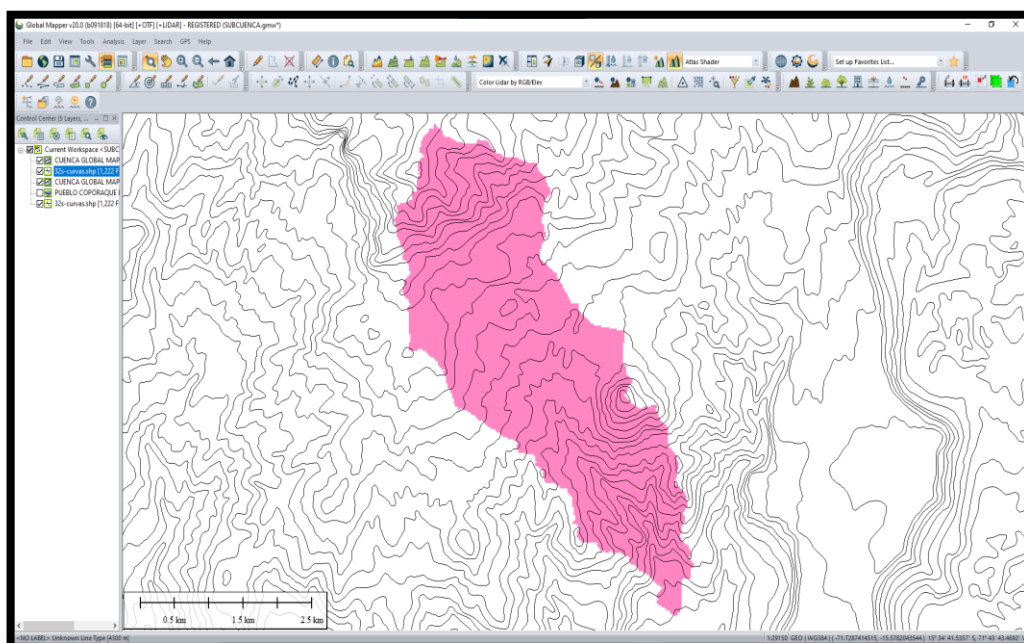 Global Mapper v20.0 (b091818) [64-bit] [+OTF] [+LIDAR] - REGISTERED (SUBCUENCA.gmw*)
File Edit View Tools Analysis Layer Search GPS Help
Atlas Shader
Set up Favorites List...
Color Lidar by RGB/Elev
Control Center (5 Layers, ...
Current Workspace <SUBC
CUENCA GLOBAL MAP
32s-curvas.shp [1,222 F
CUENCA GLOBAL MAP
PUEBLO COPORAQUE
32s-curvas.shp [1,222 F
0.5 km 1.5 km 2.5 km
<NO LABEL> Unknown Line Type [4300 m]
1:29150 GEO (WGS84) ( -71.7287414515, -15.5782043544 ) 15° 34' 41.5357" S, 71° 43' 43.4692"